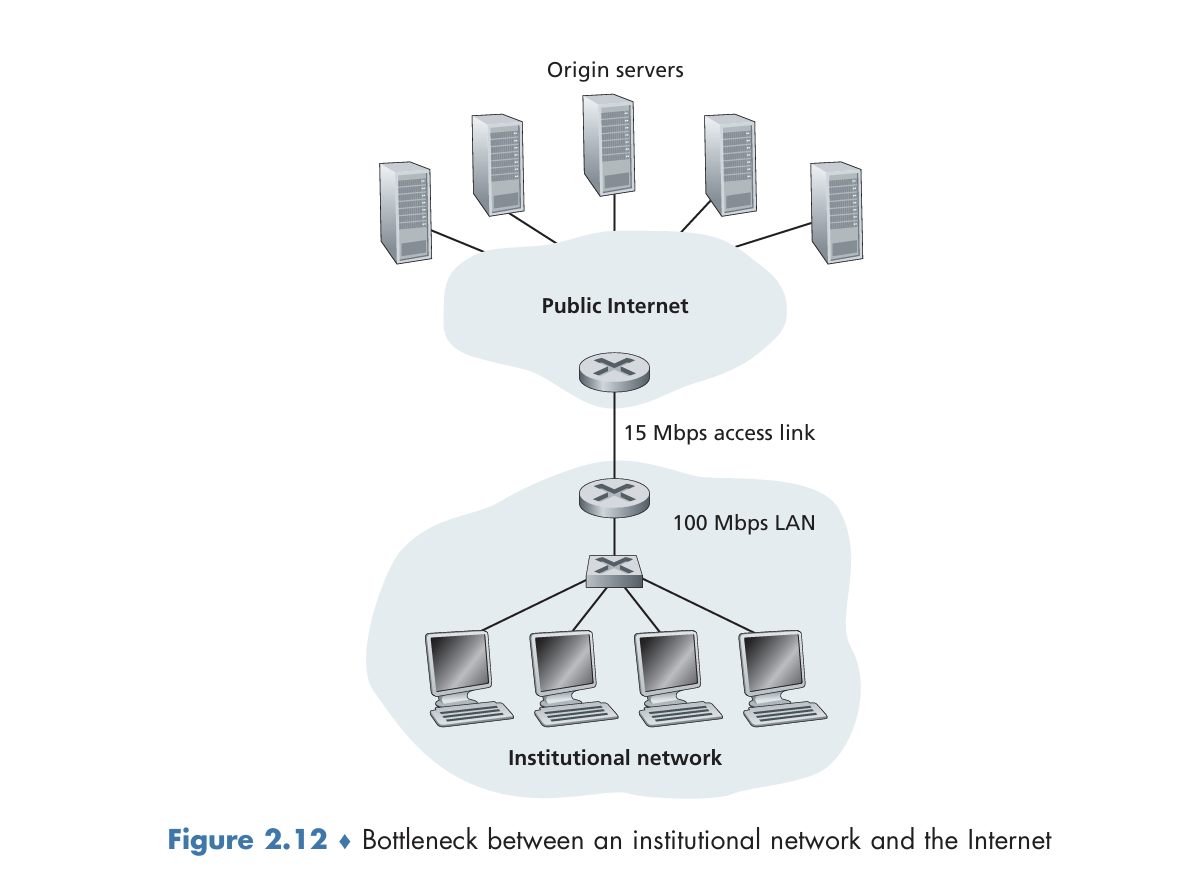 Origin servers
Public Internet
15 Mbps access link
100 Mbps LAN
Institutional network
Figure 2.12 ♦ Bottleneck between an institutional network and the Internet